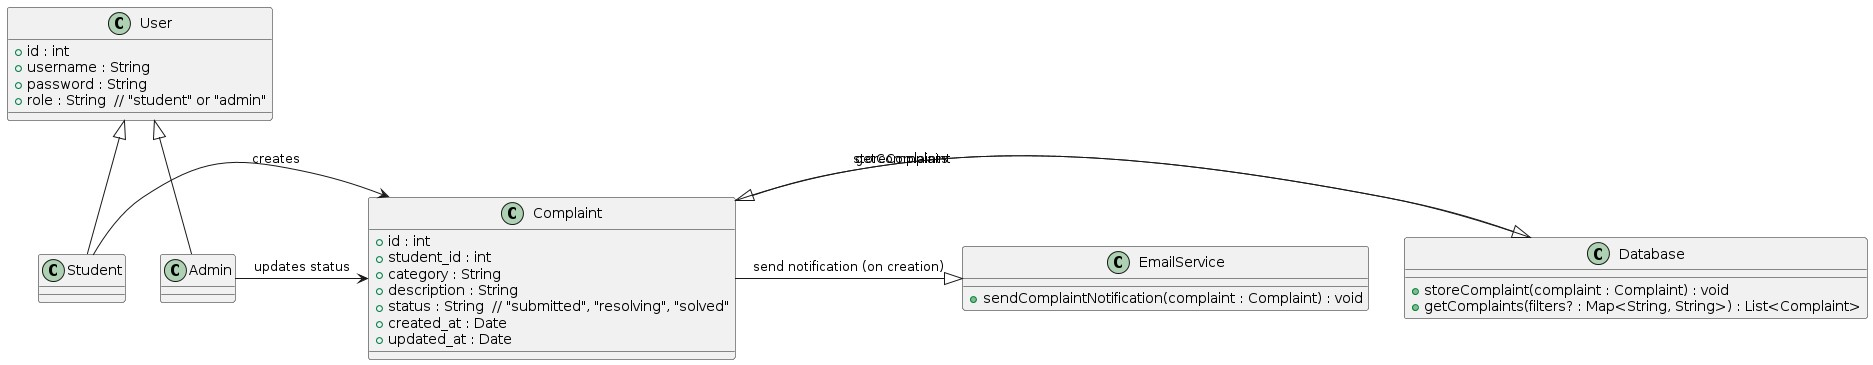 C User
id : int
username : String
password : String
role : String // "student" or "admin"
creates
storeComplaint
getComplaints
C Student
C Admin
updates status
C Complaint
id : int
student_id : int
category : String
description : String
status : String // "submitted", "resolving", "solved"
created_at : Date
updated_at : Date
send notification (on creation)
C EmailService
sendComplaintNotification(complaint : Complaint) : void
C Database
storeComplaint(complaint : Complaint) : void
getComplaints(filters? : Map<String, String>) : List<Complaint>